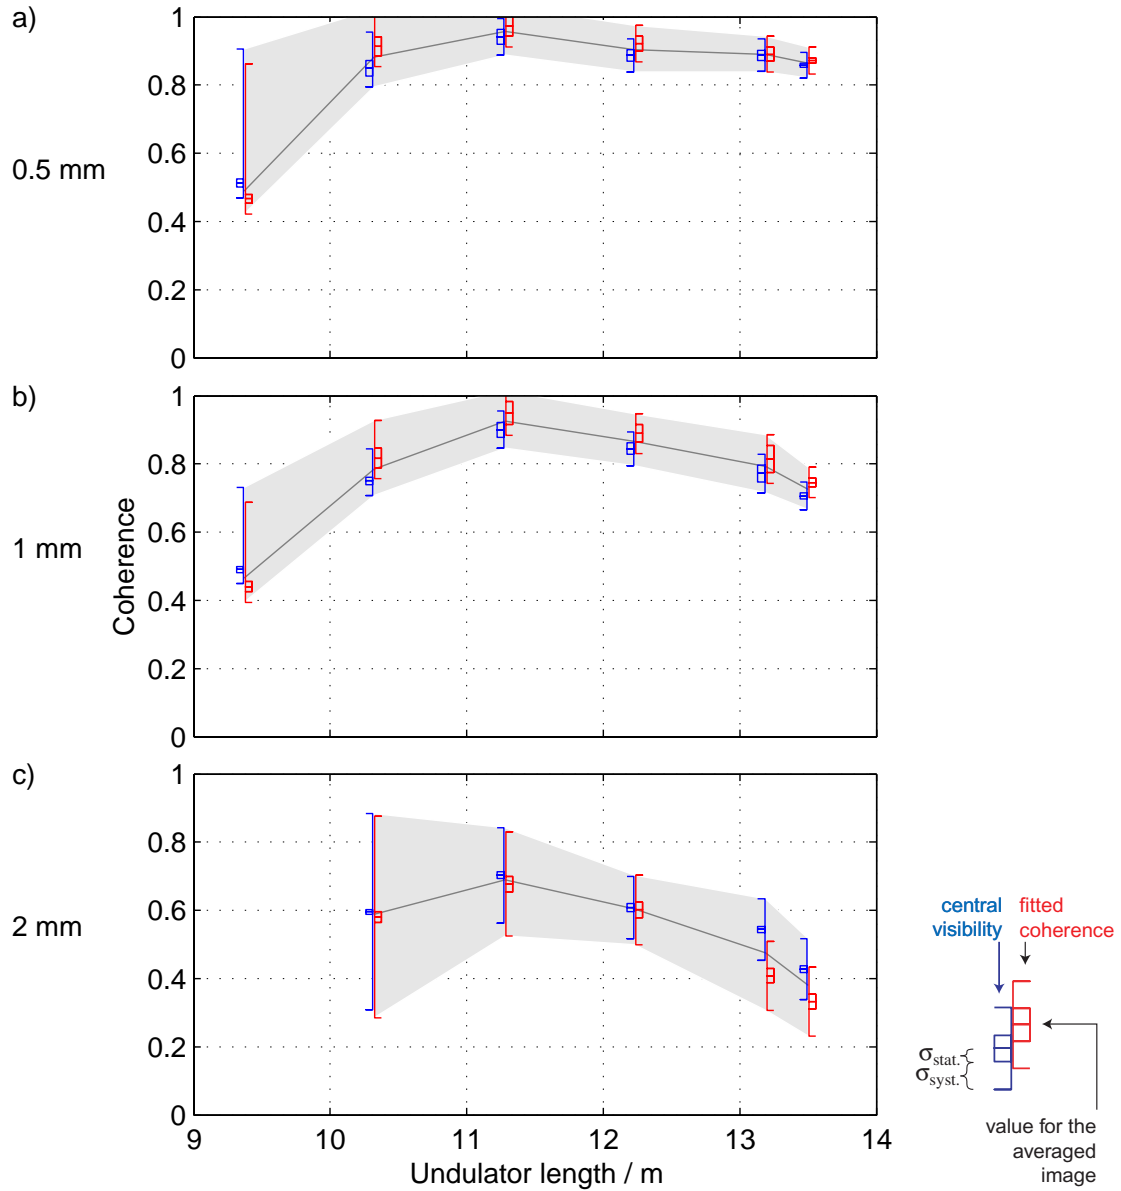 a)
1
0.8
0.6
0.5 mm
0.4
0.2
0
b)
1
0.8
0.6
1 mm
Coherence
0.4
0.2
0
c)
1
0.8
0.6
2 mm
0.4
0.2
0
9 10 11 12 13 14
Undulator length / m
central fitted
visibility coherence
σstat.
σsyst.
value for the
averaged
image